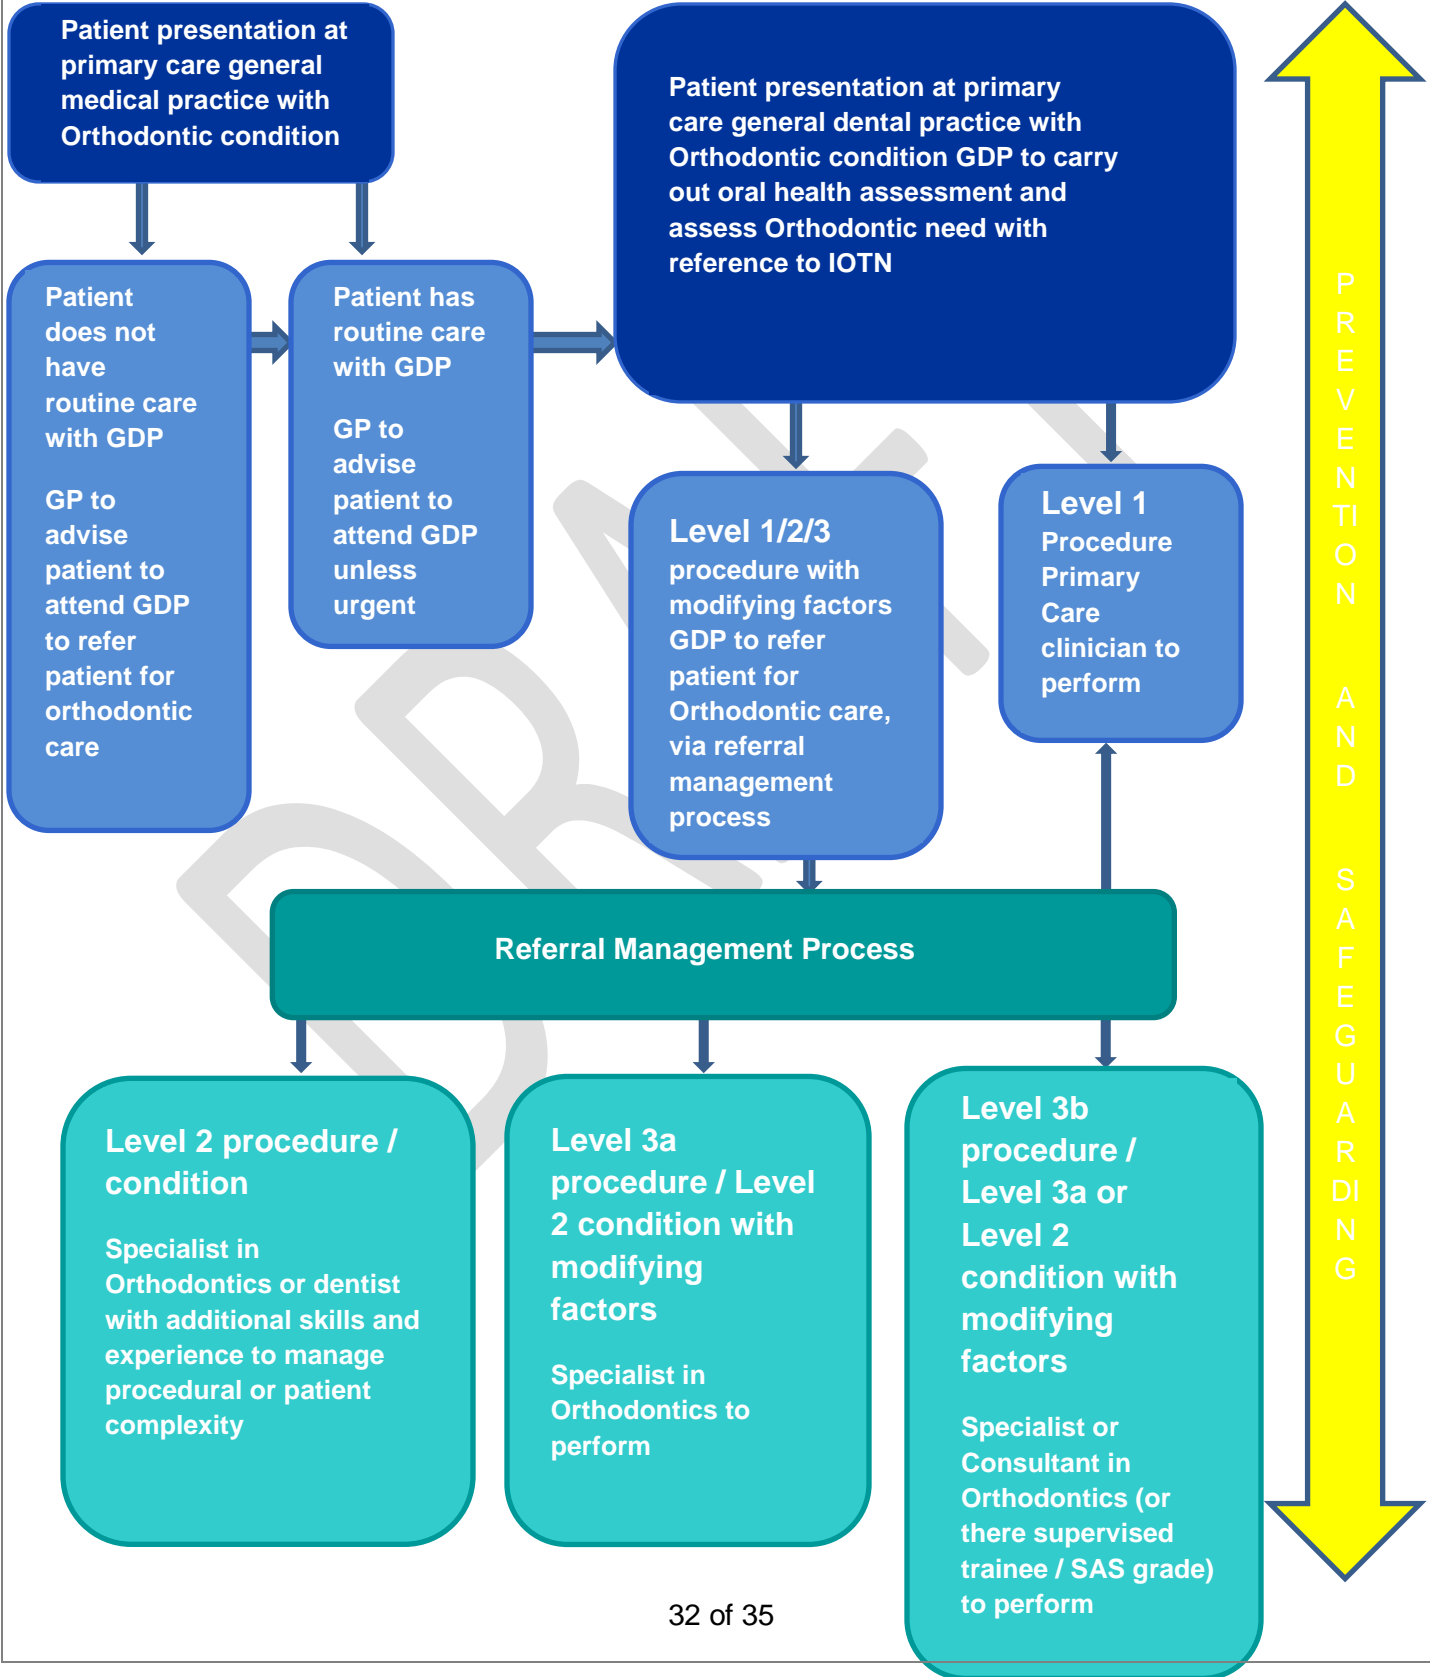 Patient presentation at
primary care general
medical practice with
Orthodontic condition
Patient presentation at primary
care general dental practice with
Orthodontic condition GDP to carry
out oral health assessment and
assess Orthodontic need with
reference to IOTN
Patient
does not
have
routine care
with GDP
GP to
advise
patient to
attend GDP
to refer
patient for
orthodontic
care
Patient has
routine care
with GDP
GP to
advise
patient to
attend GDP
unless
urgent
Level 1/2/3
procedure with
modifying factors
GDP to refer
patient for
Orthodontic care,
via referral
management
process
Level 1
Procedure
Primary
Care
clinician to
perform
Referral Management Process
Level 2 procedure /
condition
Specialist in
Orthodontics or dentist
with additional skills and
experience to manage
procedural or patient
complexity
Level 3a
procedure / Level
2 condition with
modifying
factors
Specialist in
Orthodontics to
perform
Level 3b
procedure /
Level 3a or
Level 2
condition with
modifying
factors
Specialist or
Consultant in
Orthodontics (or
there supervised
trainee / SAS grade)
to perform
P
R
E
V
E
N
TI
O
N
A
N
D
S
A
F
E
G
U
A
R
DI
N
G
DRAFT
32 of 35